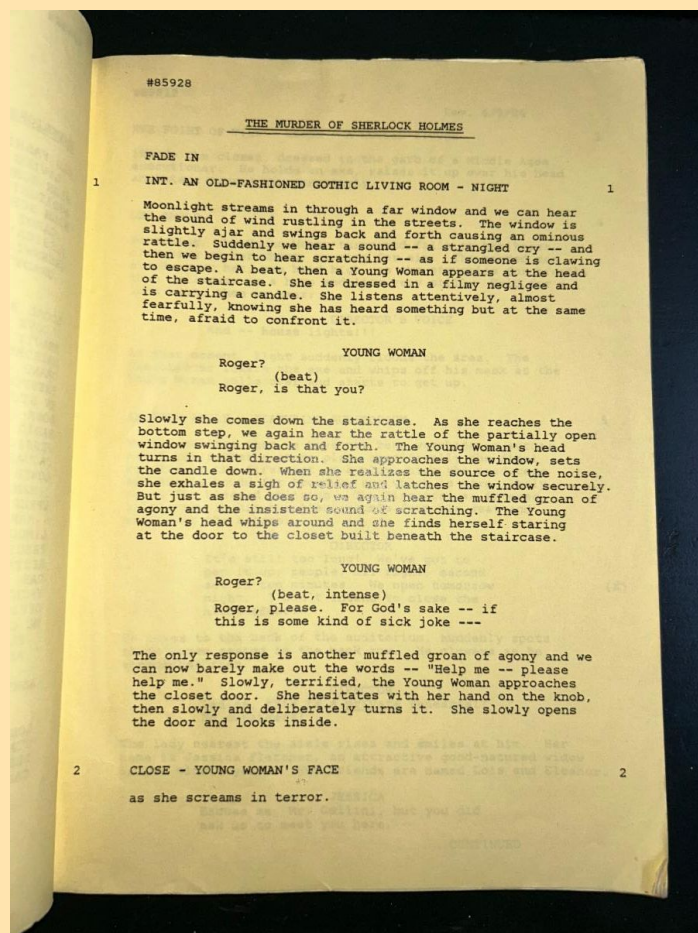 #85928
THE MURDER OF SHERLOCK HOLMES
FADE IN
1 INT. AN OLD-FASHIONED GOTHIC LIVING ROOM - NIGHT 1
Moonlight streams in through a far window and we can hear
the sound of wind rustling in the streets. The window is
slightly ajar and swings back and forth causing an ominous
rattle. Suddenly we hear a sound -- a strangled cry -- and
then we begin to hear scratching -- as if someone is clawing
to escape. A beat, then a Young Woman appears at the head
of the staircase. She is dressed in a filmy negligee and
is carrying a candle. She listens attentively, almost
fearfully, knowing she has heard something but at the same
time, afraid to confront it.
YOUNG WOMAN
Roger?
(beat)
Roger, is that you?
Slowly she comes down the staircase. As she reaches the
bottom step, we again hear the rattle of the partially open
window swinging back and forth. The Young Woman's head
turns in that direction. She approaches the window, sets
the candle down. When she realizes the source of the noise,
she exhales a sigh of relief and latches the window securely.
But just as she does so, we again hear the muffled groan of
agony and the insistent sound of scratching. The Young
Woman's head whips around and she finds herself staring
at the door to the closet built beneath the staircase.
YOUNG WOMAN
Roger?
(beat, intense)
Roger, please. For God's sake -- if
this is some kind of sick joke ---
The only response is another muffled groan of agony and we
can now barely make out the words -- "Help me -- please
help me." Slowly, terrified, the Young Woman approaches
the closet door. She hesitates with her hand on the knob,
then slowly and deliberately turns it. She slowly opens
the door and looks inside.
2 CLOSE - YOUNG WOMAN'S FACE 2
as she screams in terror.